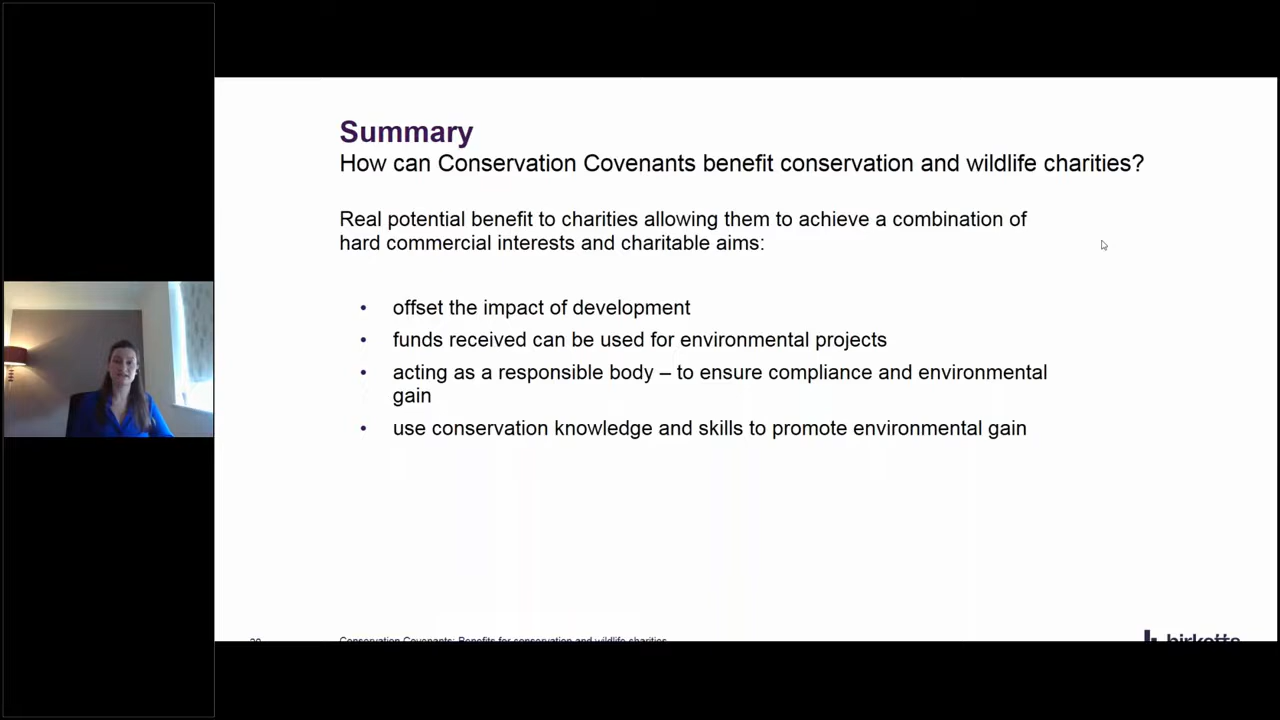 Summary
How can Conservation Covenants benefit conservation and wildlife charities?
Real potential benefit to charities allowing them to achieve a combination of
hard commercial interests and charitable aims:
• offset the impact of development
• funds received can be used for environmental projects
• acting as a responsible body – to ensure compliance and environmental
gain
• use conservation knowledge and skills to promote environmental gain
Conservation Covenants: Benefits for conservation and wildlife charities
birketts